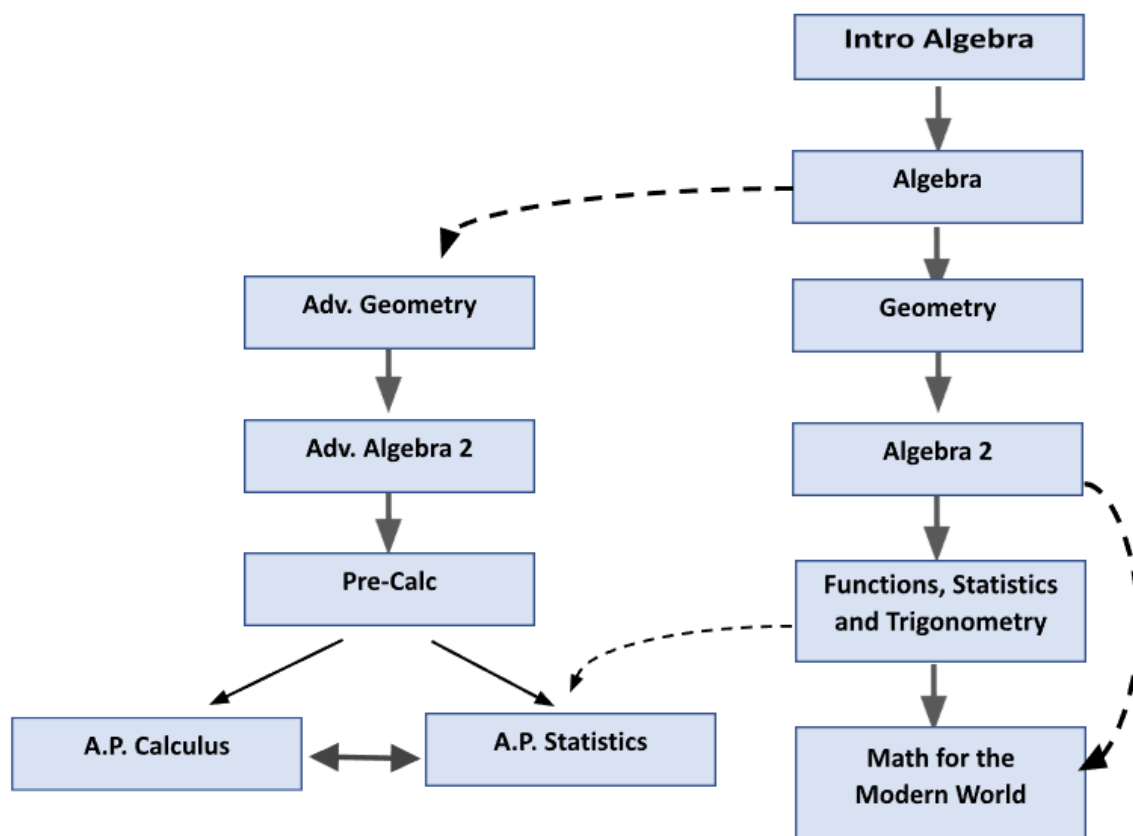 Intro Algebra
Algebra
Adv. Geometry
Geometry
Adv. Algebra 2
Algebra 2
Pre-Calc
Functions, Statistics
and Trigonometry
A.P. Calculus
A.P. Statistics
Math for the
Modern World